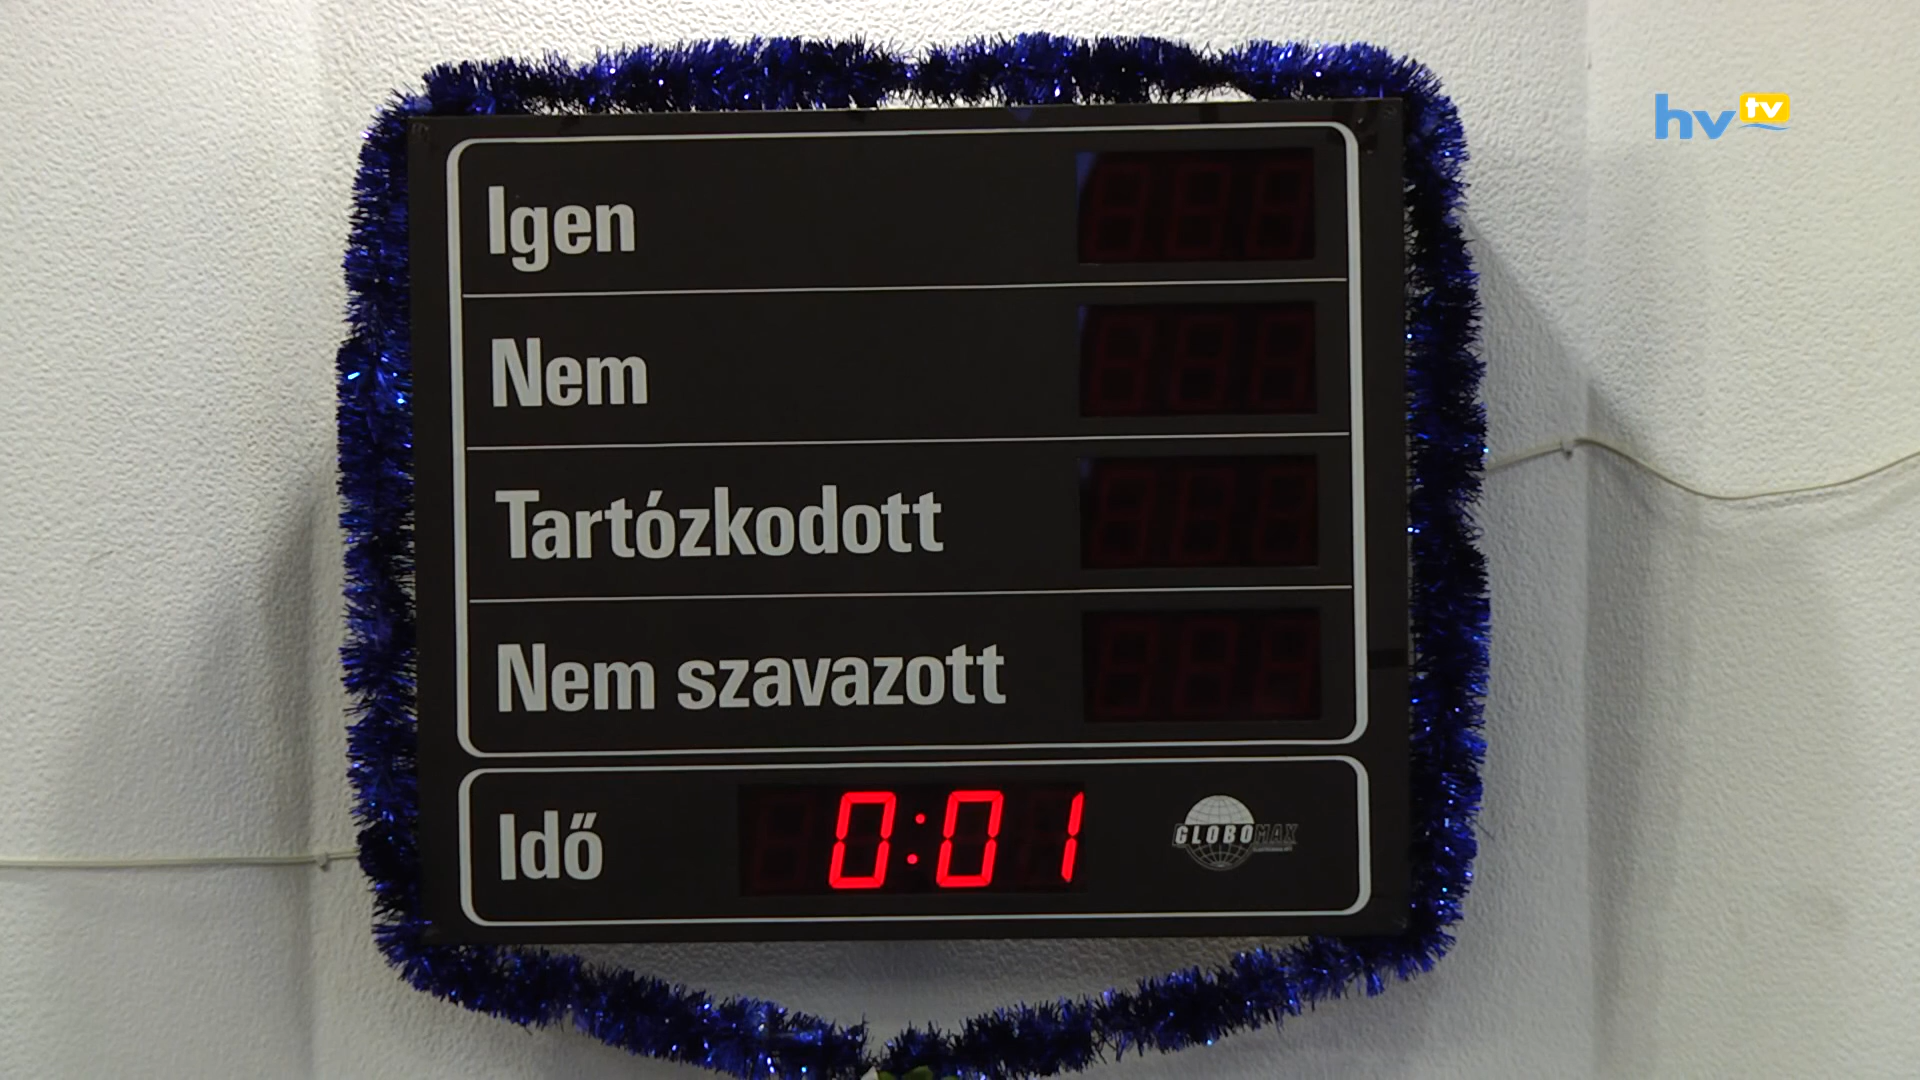 hv tv
Igen
Nem
Tartózkodott
Nem szavazott
Idő 0:01 GLOBOMAX